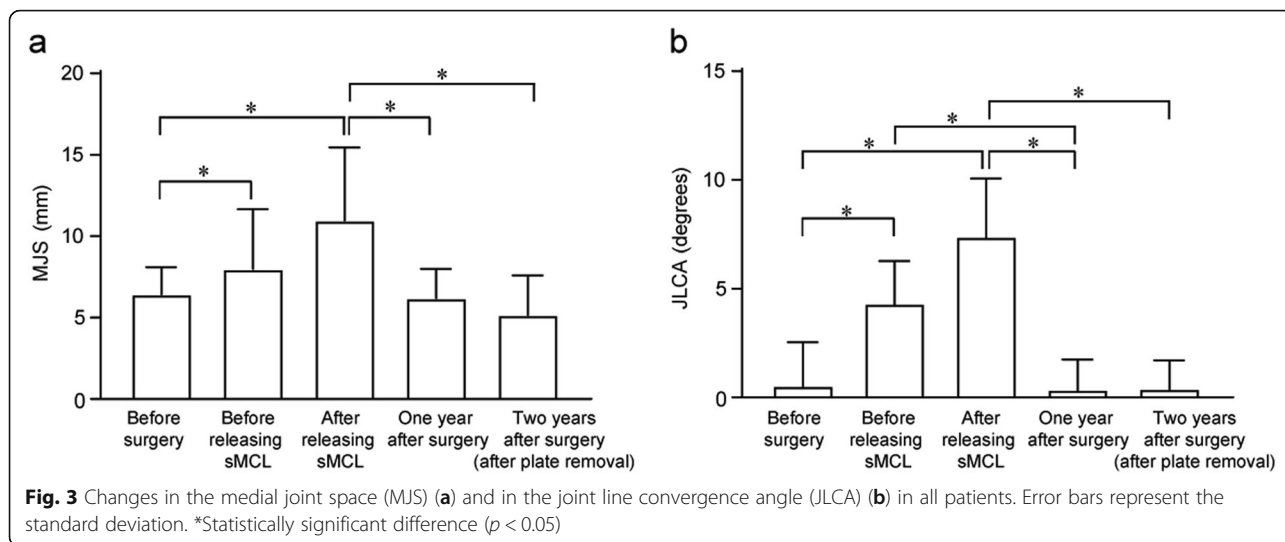 a
20
15
10
5
0
MJS (mm)
*
*
*
*
Before surgery
Before releasing sMCL
After releasing sMCL
One year after surgery
Two years after surgery (after plate removal)
b
15
10
5
0
JLCA (degrees)
*
*
*
*
*
Before surgery
Before releasing sMCL
After releasing sMCL
One year after surgery
Two years after surgery (after plate removal)
Fig. 3 Changes in the medial joint space (MJS) (a) and in the joint line convergence angle (JLCA) (b) in all patients. Error bars represent the
standard deviation. *Statistically significant difference (p < 0.05)